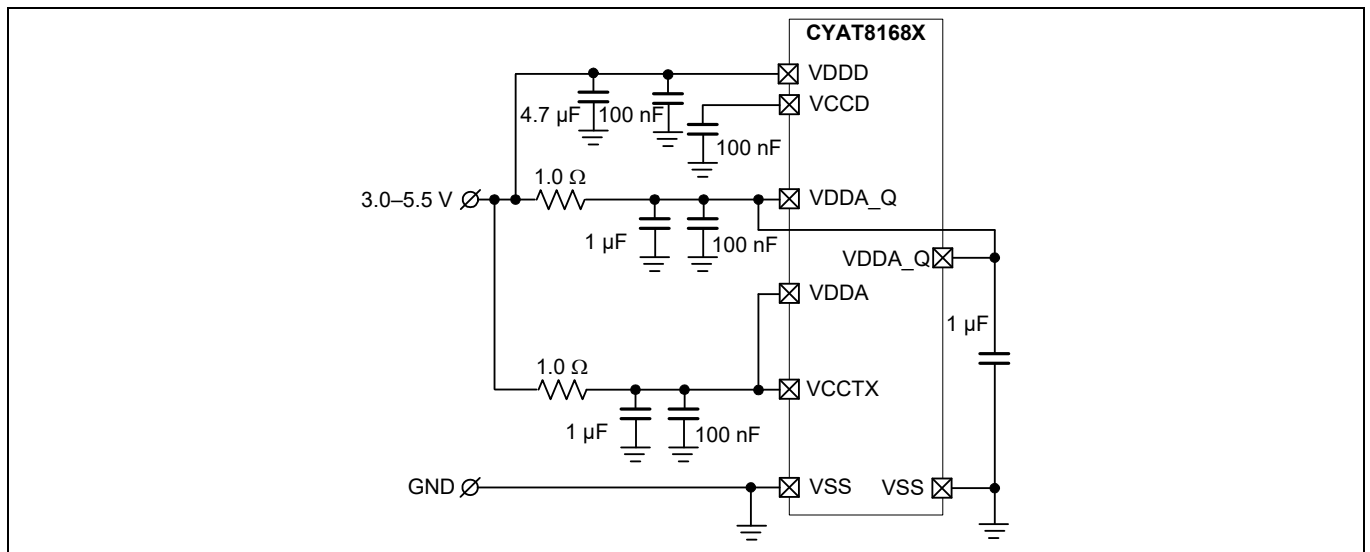 CYAT8168X
VDDD
VCCD
4.7 µF
100 nF
100 nF
1.0 Ω
3.0–5.5 V
VDDA_Q
1 µF
100 nF
VDDA_Q
VDDA
1 µF
1.0 Ω
VCCTX
1 µF
100 nF
GND
VSS
VSS